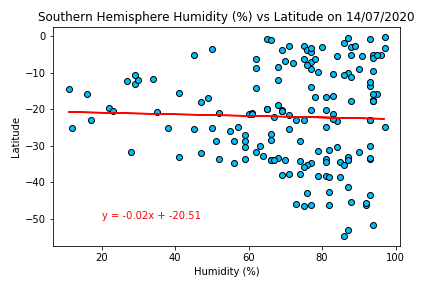 Southern Hemisphere Humidity (%) vs Latitude on 14/07/2020
0
−10
−20
−30
−40
−50
Latitude
y = -0.02x + -20.51
20 40 60 80 100
Humidity (%)